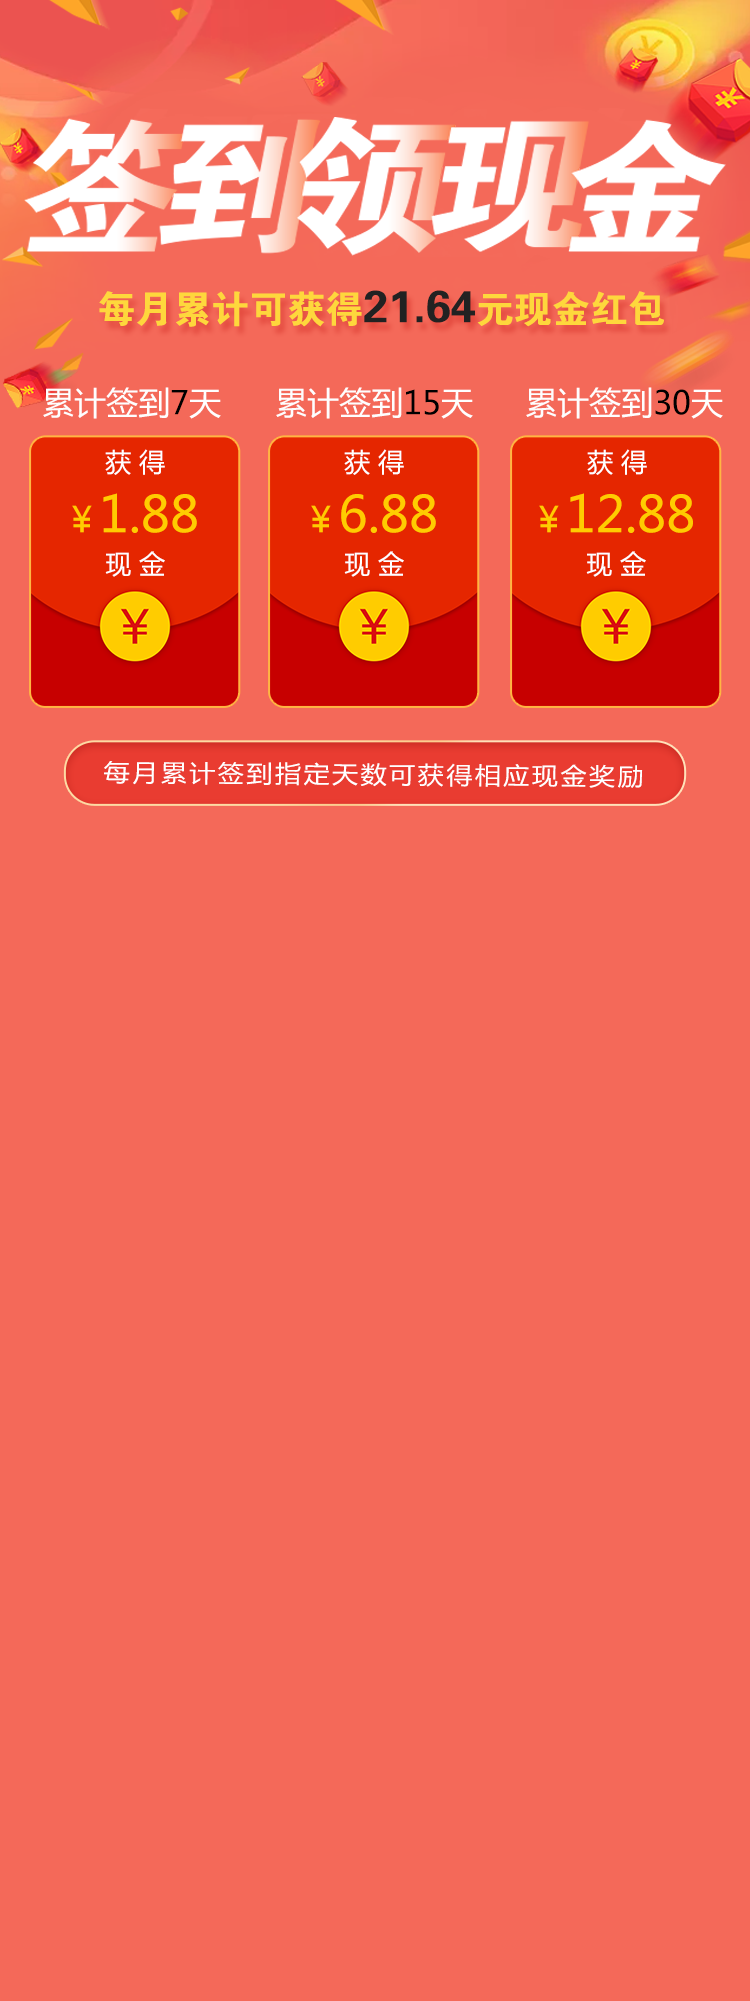 签到领现金
每月累计可获得21.64元现金红包
累计签到7天
获得
¥1.88
现金
¥
累计签到15天
获得
¥6.88
现金
¥
累计签到30天
获得
¥12.88
现金
¥
每月累计签到指定天数可获得相应现金奖励